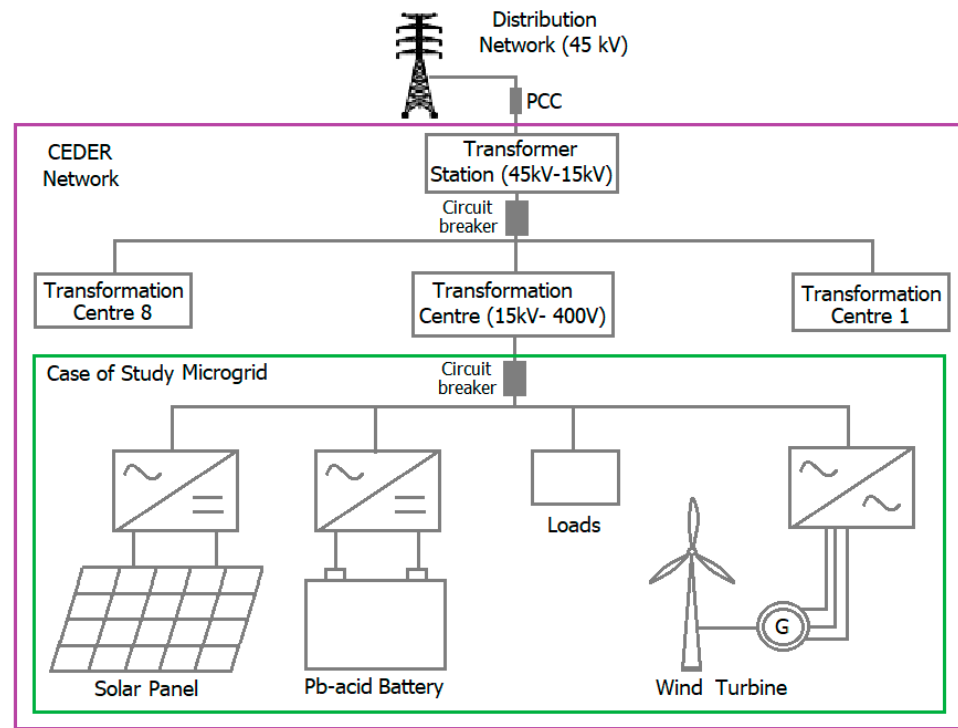 Distribution
Network (45 kV)
PCC
CEDER
Network
Transformer
Station (45kV-15kV)
Circuit
breaker
Transformation
Centre 8
Transformation
Centre (15kV- 400V)
Transformation
Centre 1
Case of Study Microgrid
Circuit
breaker
Loads
G
Solar Panel
Pb-acid Battery
Wind Turbine